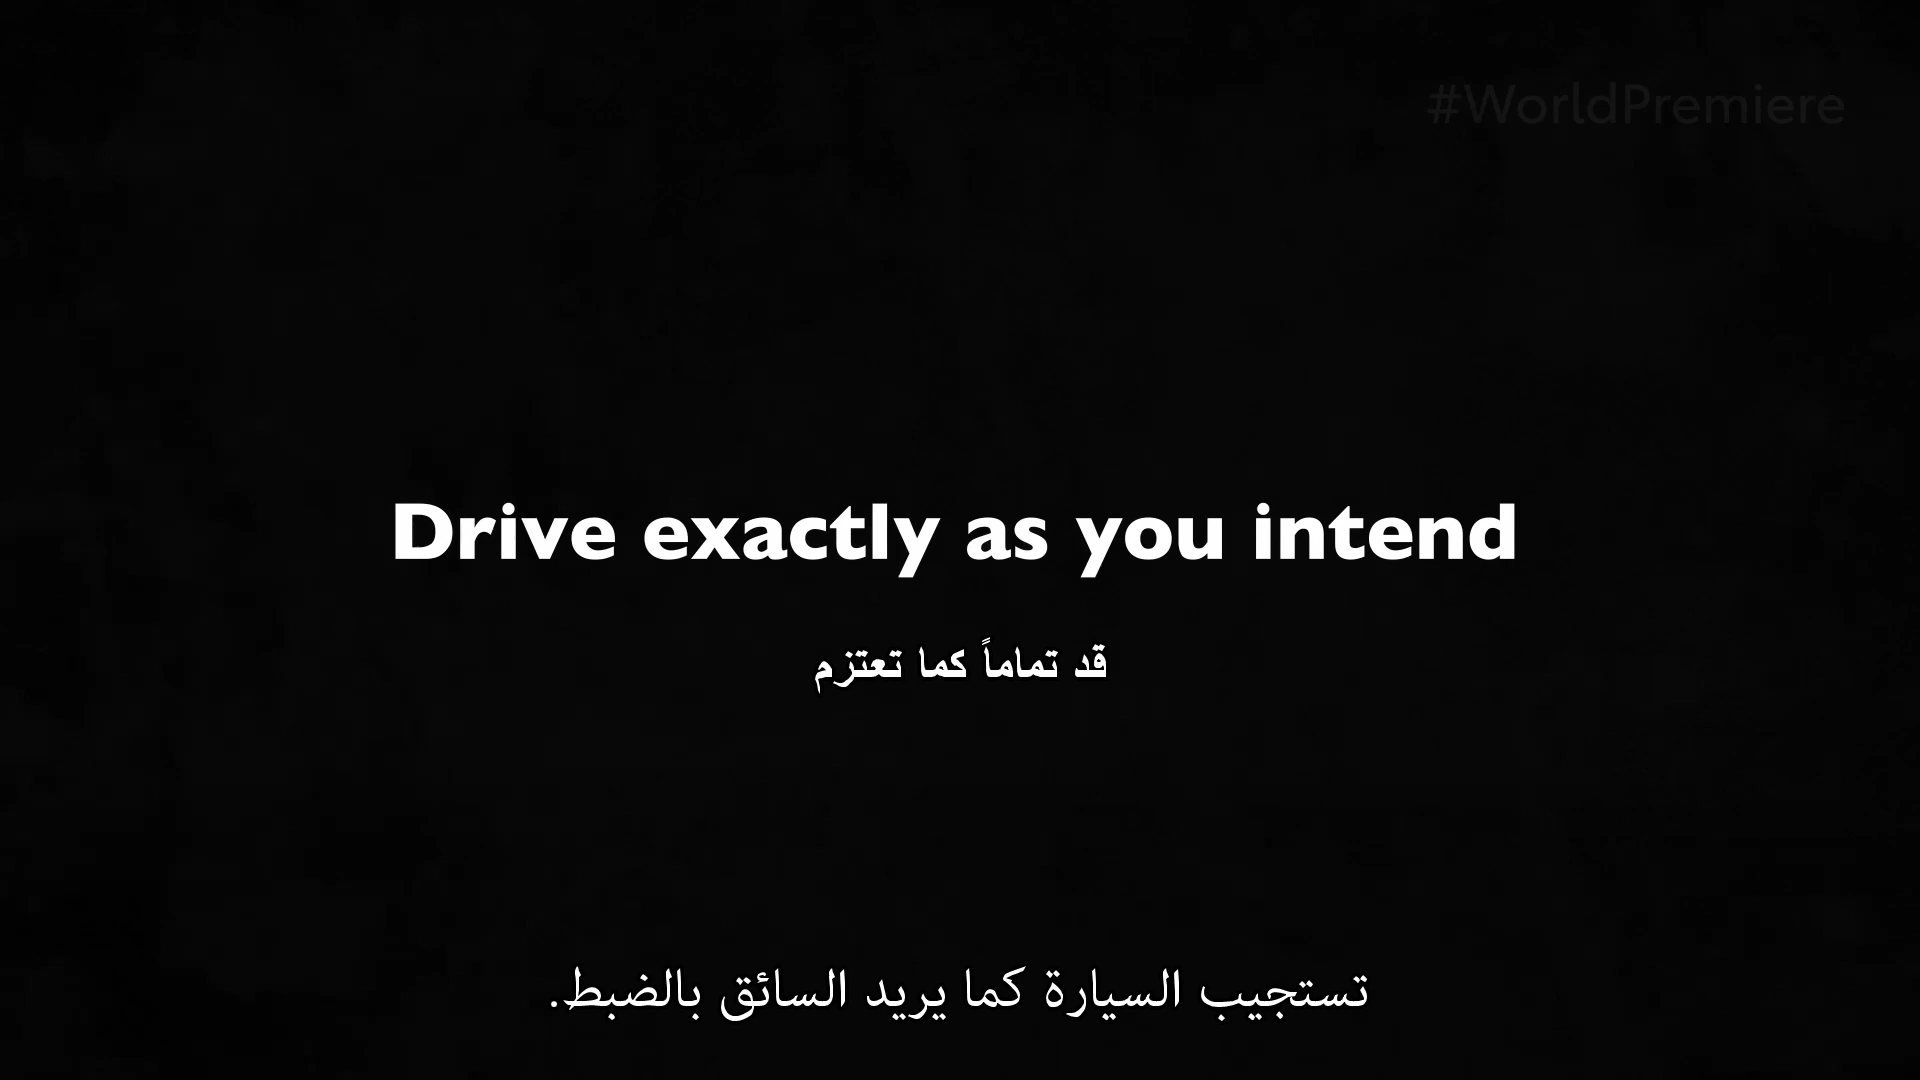 #WorldPremiere
Drive exactly as you intend
قد تماماً كما تعتزم
تستجيب السيارة كما يريد السائق بالضبط.